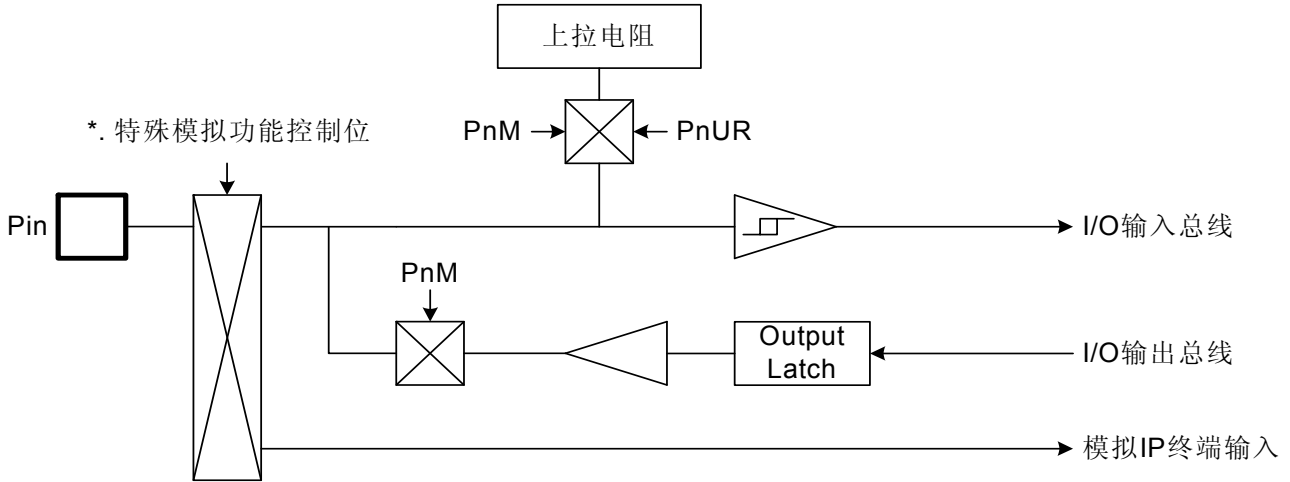 上拉电阻
*. 特殊模拟功能控制位
PnM
PnUR
Pin
I/O输入总线
PnM
Output
Latch
I/O输出总线
模拟IP终端输入